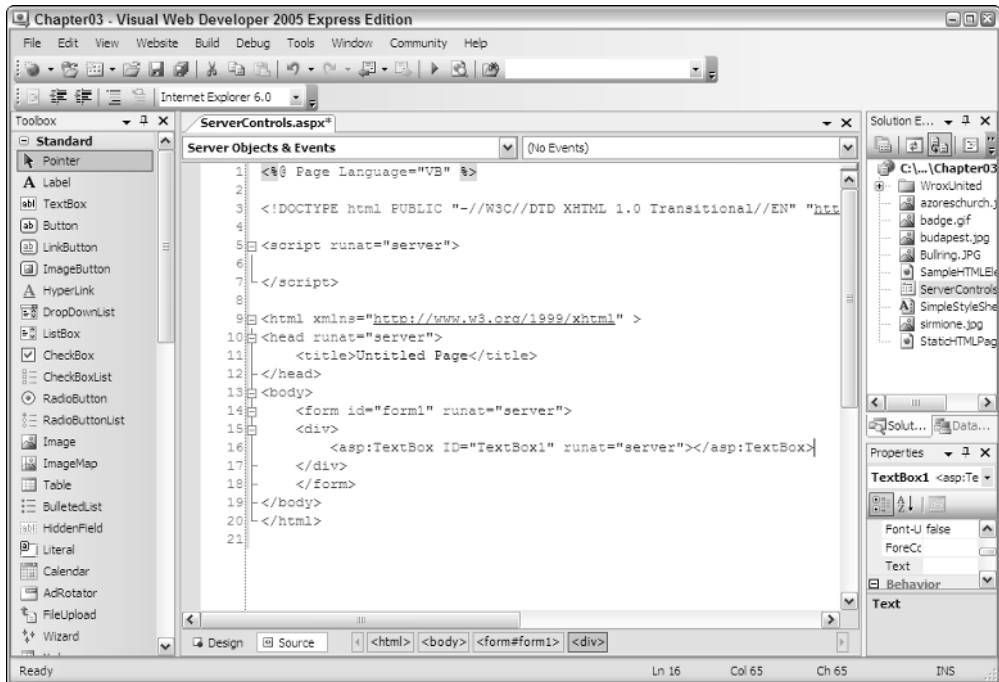 Chapter03 - Visual Web Developer 2005 Express Edition
File Edit View Website Build Debug Tools Window Community Help
Internet Explorer 6.0
Toolbox
Standard
Pointer
A Label
abl TextBox
ab Button
ab LinkButton
ImageButton
A HyperLink
DropDownList
ListBox
CheckBox
CheckBoxList
RadioButton
RadioButtonList
Image
ImageMap
Table
BulletedList
abl HiddenField
Literal
Calendar
AdRotator
FileUpload
Wizard
ServerControls.aspx*
Server Objects & Events (No Events)
1 <%@ Page Language="VB" %>
2
3 <!DOCTYPE html PUBLIC "-//W3C//DTD XHTML 1.0 Transitional//EN" "htt
4
5 <script runat="server">
6
7 </script>
8
9 <html xmlns="http://www.w3.org/1999/xhtml" >
10 <head runat="server">
11 <title>Untitled Page</title>
12 </head>
13 <body>
14 <form id="form1" runat="server">
15 <div>
16 <asp:TextBox ID="TextBox1" runat="server"></asp:TextBox>
17 </div>
18 </form>
19 </body>
20 </html>
21
Design Source <html> <body> <form#form1> <div>
Solution E...
C:\...\Chapter03
WroxUnited
azoreschurch.j
badge.gif
budapest.jpg
Bullring.JPG
SampleHTMLEle
ServerControls
SimpleStyleShe
sirmione.jpg
StaticHTMLPag
Solut... Data...
Properties
TextBox1 <asp:Te
Font-U false
ForeCc
Text
Behavior
Text
Ready Ln 16 Col 65 Ch 65 INS